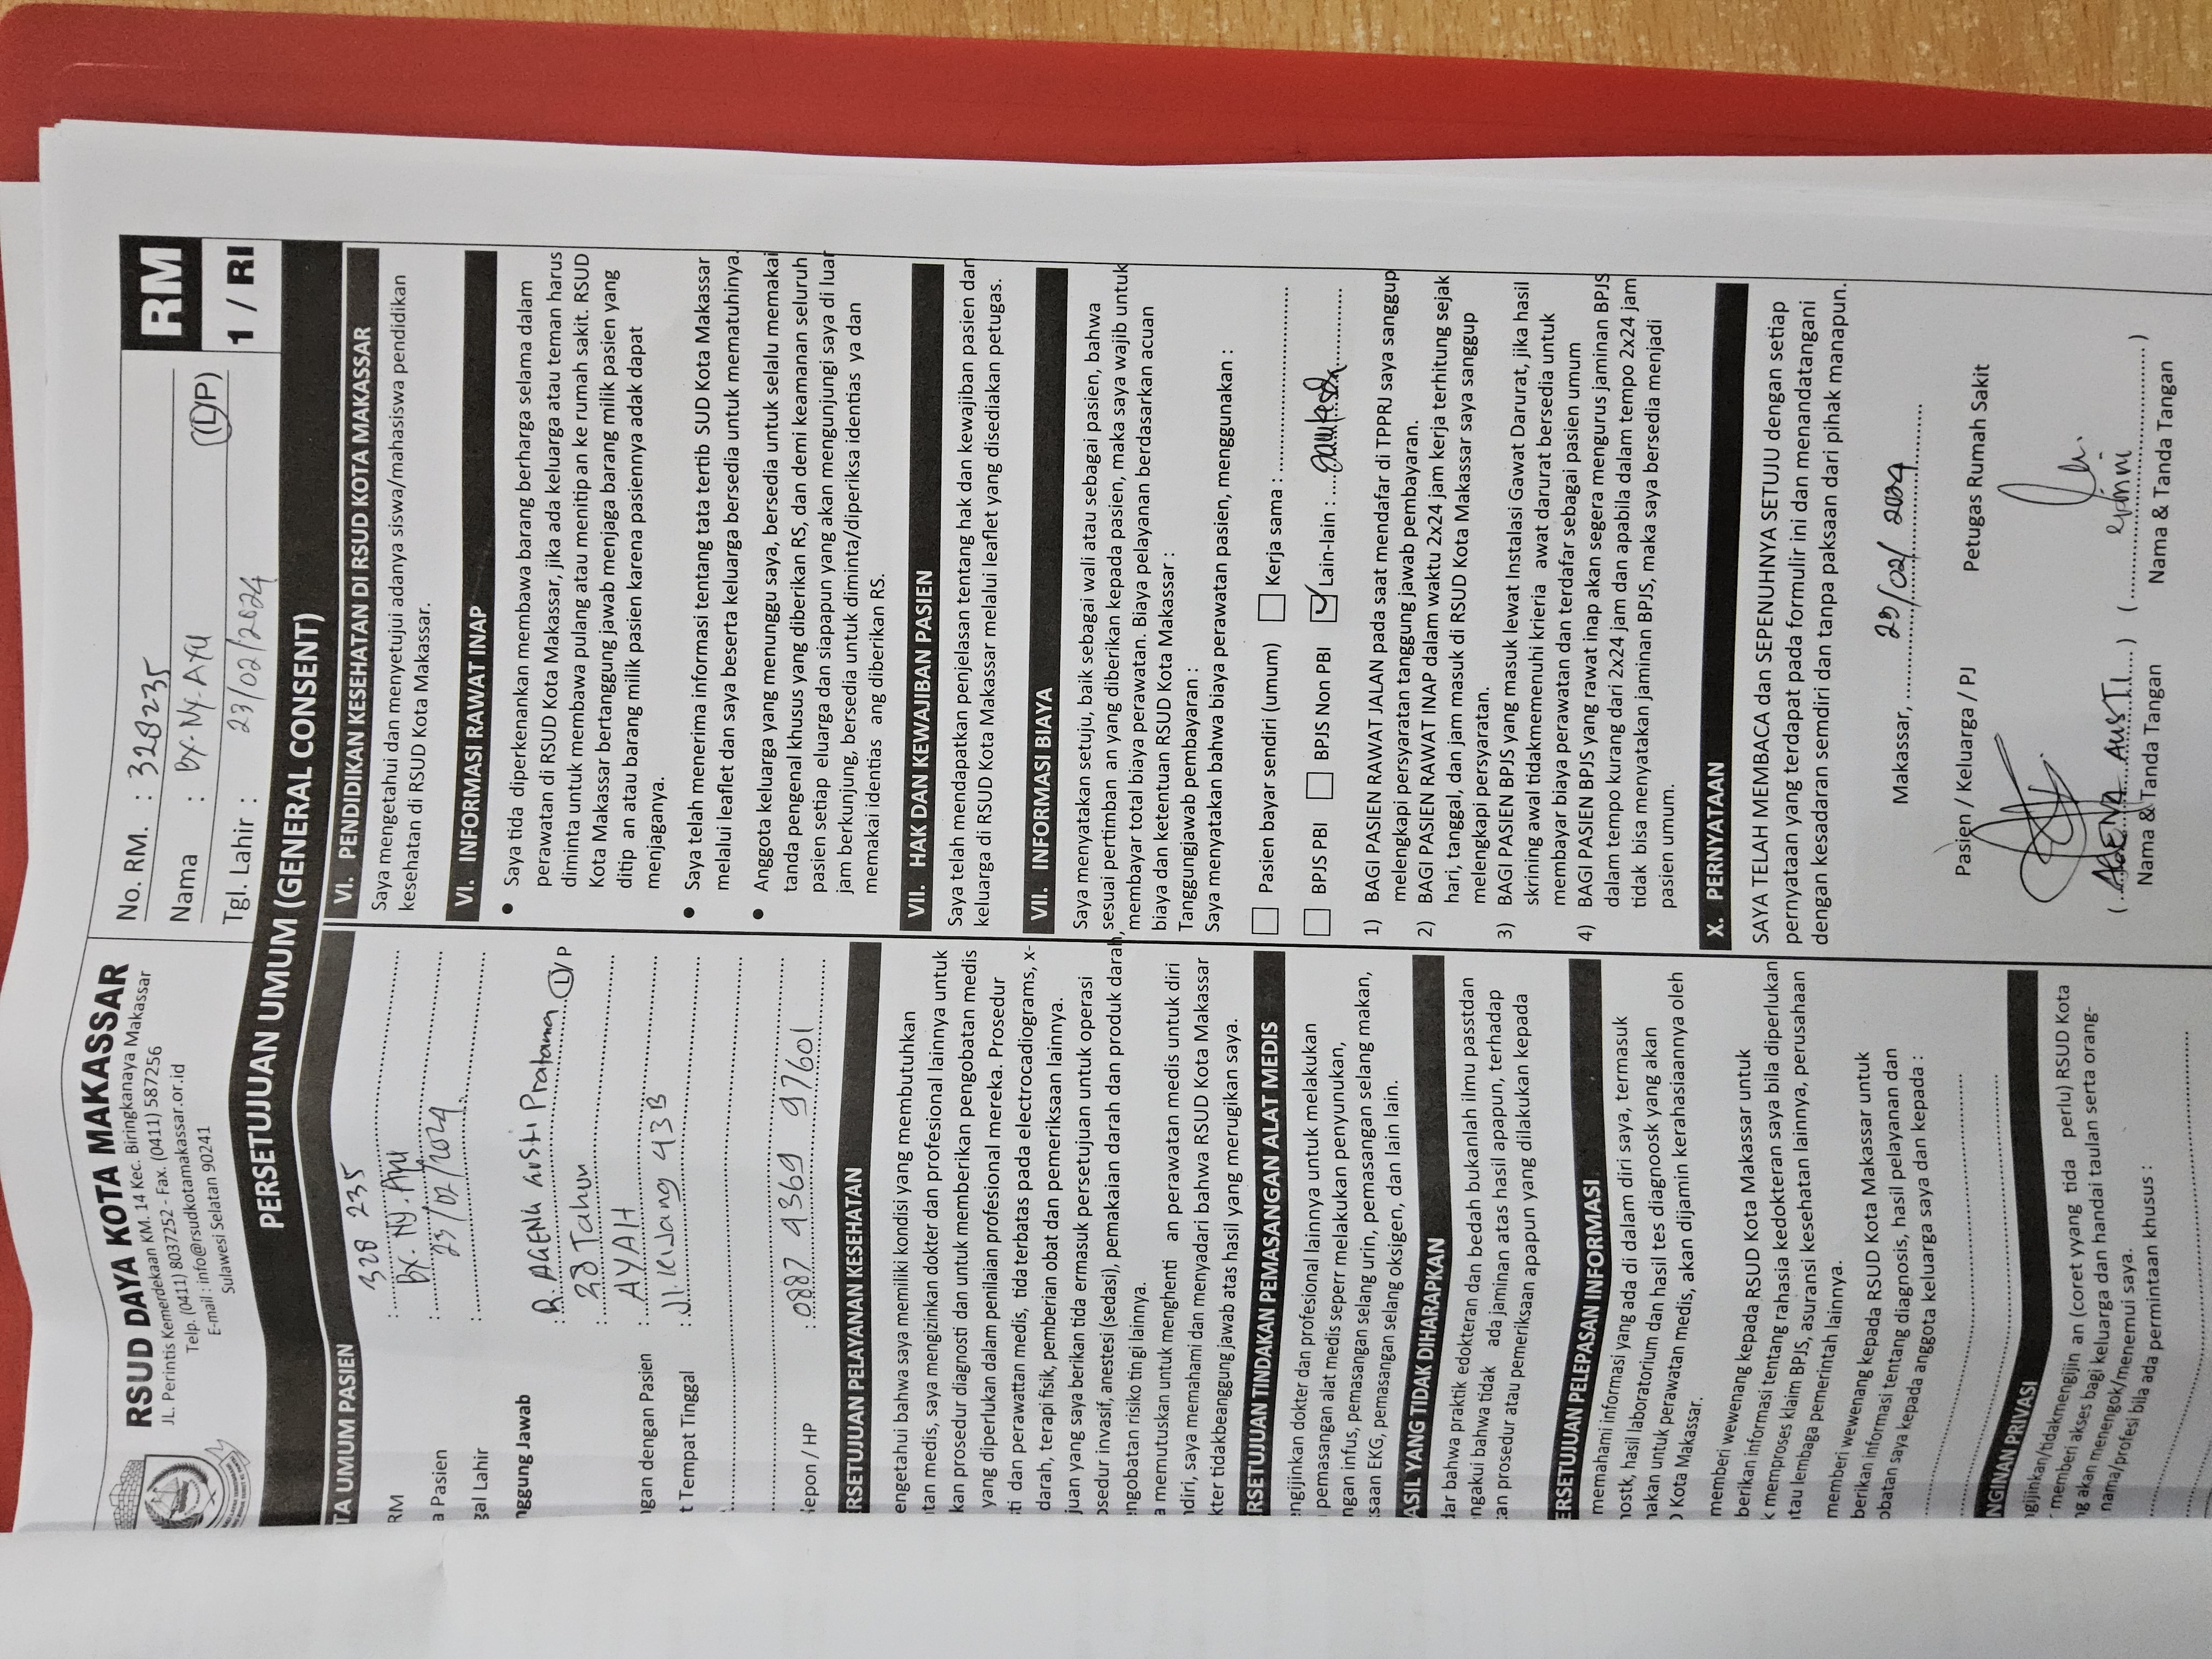 RSUD DAYA KOTA MAKASSAR
JL. Perintis Kemerdekaan KM. 14 Kec. Biringkanaya Makassar
Telp. (0411) 8037252 - Fax. (0411) 587256
E-mail : info@rsudkotamakassar.or.id
Sulawesi Selatan 90241
No. RM. : 328235
Nama : BX-Ny-AYU (L/P)
Tgl. Lahir : 23/02/2024
RM
1 / RI
PERSETUJUAN UMUM (GENERAL CONSENT)
TA UMUM PASIEN
RM : 328 235
a Pasien : BX. Ny. Ayu
gal Lahir : 23/02/2024
nggung Jawab : R. AGENG GUSTI Pratama (L/P
: 28 Tahun
ngan dengan Pasien : AYAH
t Tempat Tinggal : Jl. Kijang 43 B
lepon / HP : 0887 4369 97601
RSETUJUAN PELAYANAN KESEHATAN
engetahui bahwa saya memiliki kondisi yang membutuhkan
atan medis, saya mengizinkan dokter dan profesional lainnya untuk
kan prosedur diagnosti dan untuk memberikan pengobatan medis
yang diperlukan dalam penilaian profesional mereka. Prosedur
sti dan perawattan medis, tida terbatas pada electrocadiograms, x-
darah, terapi fisik, pemberian obat dan pemeriksaan lainnya.
juan yang saya berikan tida ermasuk persetujuan untuk operasi
osedur invasif, anestesi (sedasi), pemakaian darah dan produk darah,
engobatan risiko tingi lainnya.
a memutuskan untuk menghenti an perawatan medis untuk diri
ndiri, saya memahami dan menyadari bahwa RSUD Kota Makassar
kter tidakbeanggung jawab atas hasil yang merugikan saya.
RSETUJUAN TINDAKAN PEMASANGAN ALAT MEDIS
engijinkan dokter dan profesional lainnya untuk melakukan
pemasangan alat medis seperr melakukan penyunukan,
ngan infus, pemasangan selang urin, pemasangan selang makan,
saan EKG, pemasangan selang oksigen, dan lain lain.
ASIL YANG TIDAK DIHARAPKAN
dar bahwa praktik edokteran dan bedah bukanlah ilmu passtdan
engakui bahwa tidak ada jaminan atas hasil apapun, terhadap
an prosedur atau pemeriksaan apapun yang dilakukan kepada
ERSETUJUAN PELEPASAN INFORMASI
memahami informasi yang ada di dalam diri saya, termasuk
nostk, hasil laboratorium dan hasil tes diagnoosk yang akan
nakan untuk perawatan medis, akan dijamin kerahasiaannya oleh
D Kota Makassar.
memberi wewenang kepada RSUD Kota Makassar untuk
berikan informasi tentang rahasia kedokteran saya bila diperlukan
k memproses klaim BPJS, asuransi kesehatan lainnya, perusahaan
tau lembaga pemerintah lainnya.
memberi wewenang kepada RSUD Kota Makassar untuk
berikan informasi tentang diagnosis, hasil pelayanan dan
obatan saya kepada anggota keluarga saya dan kepada :
NGINAN PRIVASI
gijinkan/tidakmengijin an (coret yvang tida perlu) RSUD Kota
r memberi akses bagi keluarga dan handai taulan serta orang-
ng akan menengok/menemui saya.
nama/profesi bila ada permintaan khusus :
VI. PENDIDIKAN KESEHATAN DI RSUD KOTA MAKASSAR
Saya mengetahui dan menyetujui adanya siswa/mahasiswa pendidikan
kesehatan di RSUD Kota Makassar.
VI. INFORMASI RAWAT INAP
• Saya tida diperkenankan membawa barang berharga selama dalam
perawatan di RSUD Kota Makassar, jika ada keluarga atau teman harus
diminta untuk membawa pulang atau menitip an ke rumah sakit. RSUD
Kota Makassar bertanggung jawab menjaga barang milik pasien yang
ditip an atau barang milik pasien karena pasiennya adak dapat
menjaganya.
• Saya telah menerima informasi tentang tata tertib SUD Kota Makassar
melalui leaflet dan saya beserta keluarga bersedia untuk mematuhinya.
• Anggota keluarga yang menunggu saya, bersedia untuk selalu memakai
tanda pengenal khusus yang diberikan RS, dan demi keamanan seluruh
pasien setiap eluarga dan siapapun yang akan mengunjungi saya di luar
jam berkunjung, bersedia untuk diminta/diperiksa identias ya dan
memakai identias ang diberikan RS.
VII. HAK DAN KEWAJIBAN PASIEN
Saya telah mendapatkan penjelasan tentang hak dan kewajiban pasien dan
keluarga di RSUD Kota Makassar melalui leaflet yang disediakan petugas.
VII. INFORMASI BIAYA
Saya menyatakan setuju, baik sebagai wali atau sebagai pasien, bahwa
sesuai pertimban an yang diberikan kepada pasien, maka saya wajib untuk
membayar total biaya perawatan. Biaya pelayanan berdasarkan acuan
biaya dan ketentuan RSUD Kota Makassar :
Tanggungjawab pembayaran :
Saya menyatakan bahwa biaya perawatan pasien, menggunakan :
Pasien bayar sendiri (umum) Kerja sama :
BPJS PBI BPJS Non PBI Lain-lain :
1) BAGI PASIEN RAWAT JALAN pada saat mendafar di TPPRJ saya sanggup
melengkapi persyaratan tanggung jawab pembayaran.
2) BAGI PASIEN RAWAT INAP dalam waktu 2x24 jam kerja terhitung sejak
hari, tanggal, dan jam masuk di RSUD Kota Makassar saya sanggup
melengkapi persyaratan.
3) BAGI PASIEN BPJS yang masuk lewat Instalasi Gawat Darurat, jika hasil
skrining awal tidakmemenuhi krieria awat darurat bersedia untuk
membayar biaya perawatan dan terdafar sebagai pasien umum
4) BAGI PASIEN BPJS yang rawat inap akan segera mengurus jaminan BPJS
dalam tempo kurang dari 2x24 jam dan apabila dalam tempo 2x24 jam
tidak bisa menyatakan jaminan BPJS, maka saya bersedia menjadi
pasien umum.
X. PERNYATAAN
SAYA TELAH MEMBACA dan SEPENUHNYA SETUJU dengan setiap
pernyataan yang terdapat pada formulir ini dan menandatangani
dengan kesadaran semdiri dan tanpa paksaan dari pihak manapun.
Makassar, 23/02/ 2024
Pasien / Keluarga / PJ Petugas Rumah Sakit
Nama & Tanda Tangan Nama & Tanda Tangan